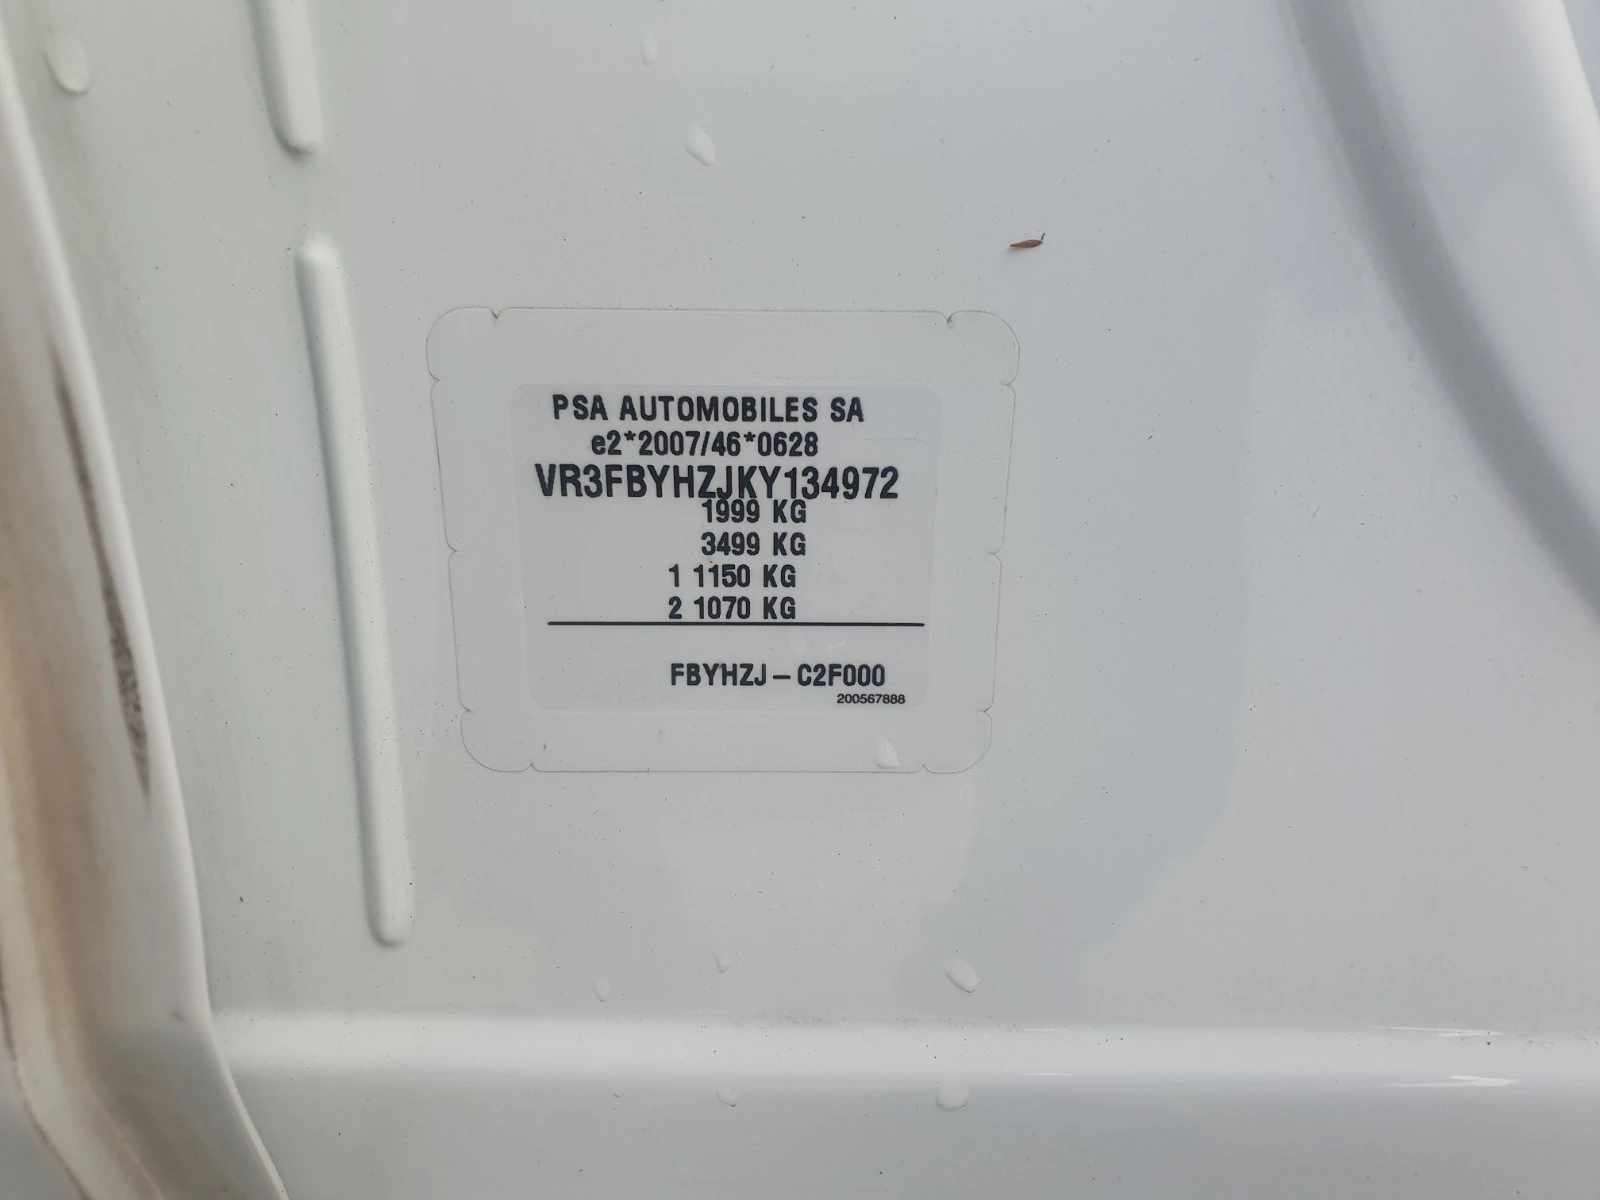 PSA AUTOMOBILES SA
e2*2007/46*0628
VR3FBYHZJKY134972
1999 KG
3499 KG
1 1150 KG
2 1070 KG
FBYHZJ – C2F000
200567888